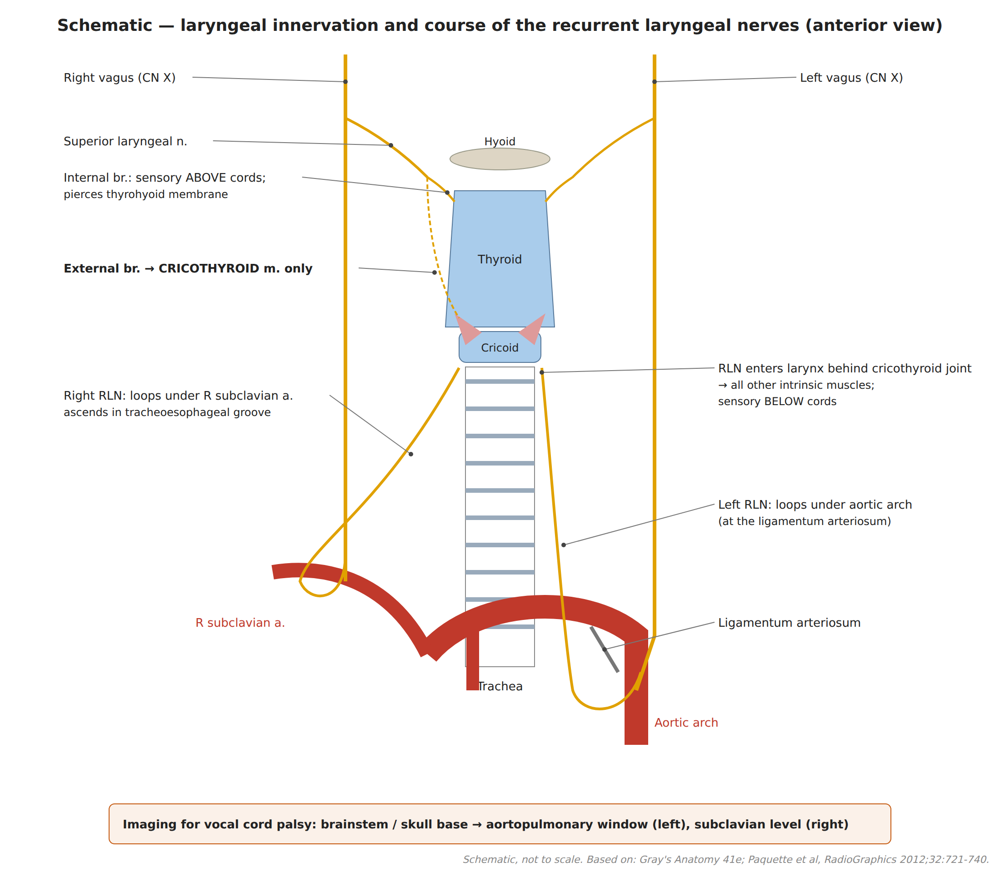 Schematic — laryngeal innervation and course of the recurrent laryngeal nerves (anterior view)
Right vagus (CN X)
Left vagus (CN X)
Superior laryngeal n.
Hyoid
Internal br.: sensory ABOVE cords;
pierces thyrohyoid membrane
Thyroid
External br. → CRICOTHYROID m. only
Cricoid
RLN enters larynx behind cricothyroid joint
→ all other intrinsic muscles;
sensory BELOW cords
Right RLN: loops under R subclavian a.
ascends in tracheoesophageal groove
Left RLN: loops under aortic arch
(at the ligamentum arteriosum)
R subclavian a.
Ligamentum arteriosum
Trachea
Aortic arch
Imaging for vocal cord palsy: brainstem / skull base → aortopulmonary window (left), subclavian level (right)
Schematic, not to scale. Based on: Gray's Anatomy 41e; Paquette et al, RadioGraphics 2012;32:721-740.